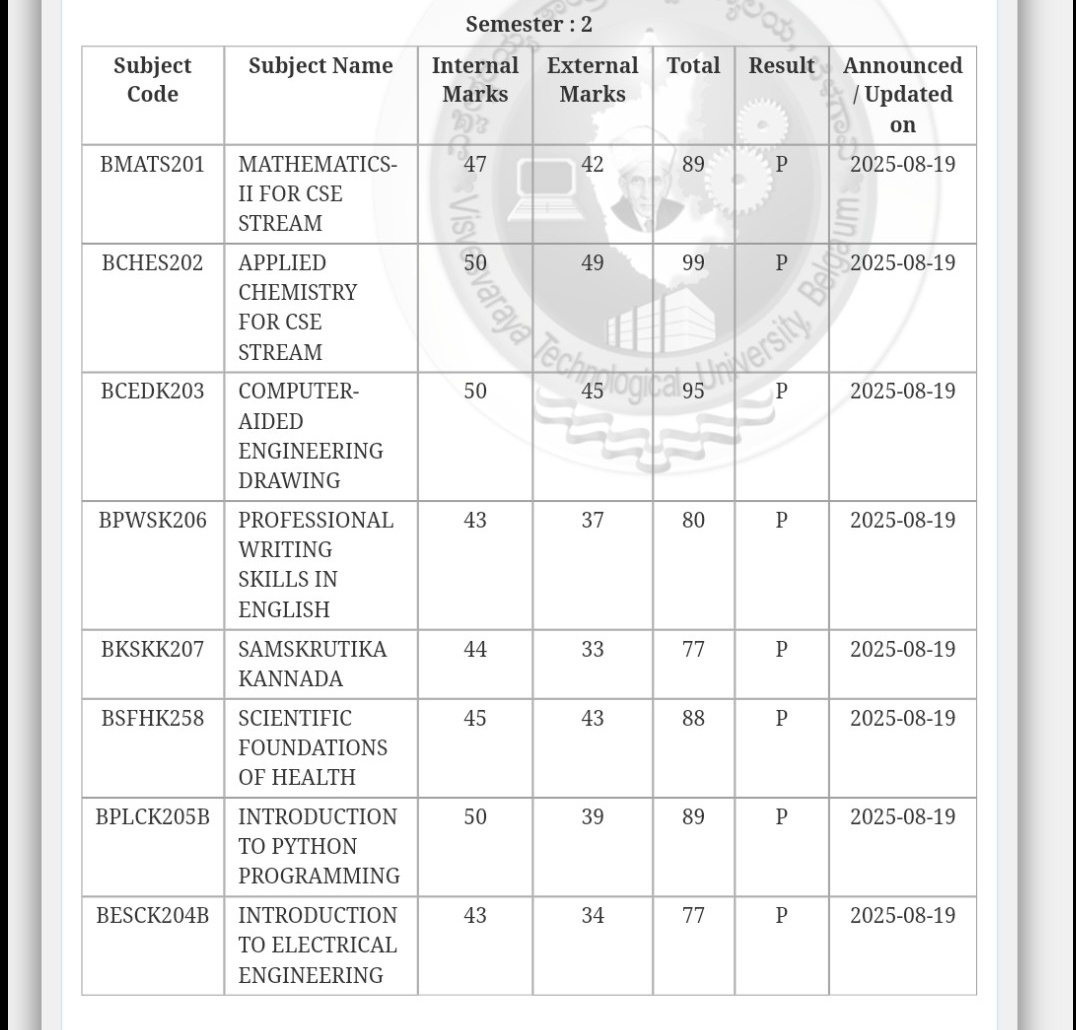 Semester : 2
Subject Code | Subject Name | Internal Marks | External Marks | Total | Result | Announced / Updated on
BMATS201 | MATHEMATICS-II FOR CSE STREAM | 47 | 42 | 89 | P | 2025-08-19
BCHES202 | APPLIED CHEMISTRY FOR CSE STREAM | 50 | 49 | 99 | P | 2025-08-19
BCEDK203 | COMPUTER-AIDED ENGINEERING DRAWING | 50 | 45 | 95 | P | 2025-08-19
BPWSK206 | PROFESSIONAL WRITING SKILLS IN ENGLISH | 43 | 37 | 80 | P | 2025-08-19
BKSKK207 | SAMSKRUTIKA KANNADA | 44 | 33 | 77 | P | 2025-08-19
BSFHK258 | SCIENTIFIC FOUNDATIONS OF HEALTH | 45 | 43 | 88 | P | 2025-08-19
BPLCK205B | INTRODUCTION TO PYTHON PROGRAMMING | 50 | 39 | 89 | P | 2025-08-19
BESCK204B | INTRODUCTION TO ELECTRICAL ENGINEERING | 43 | 34 | 77 | P | 2025-08-19
Visvesvaraya Technological University, Belgaum